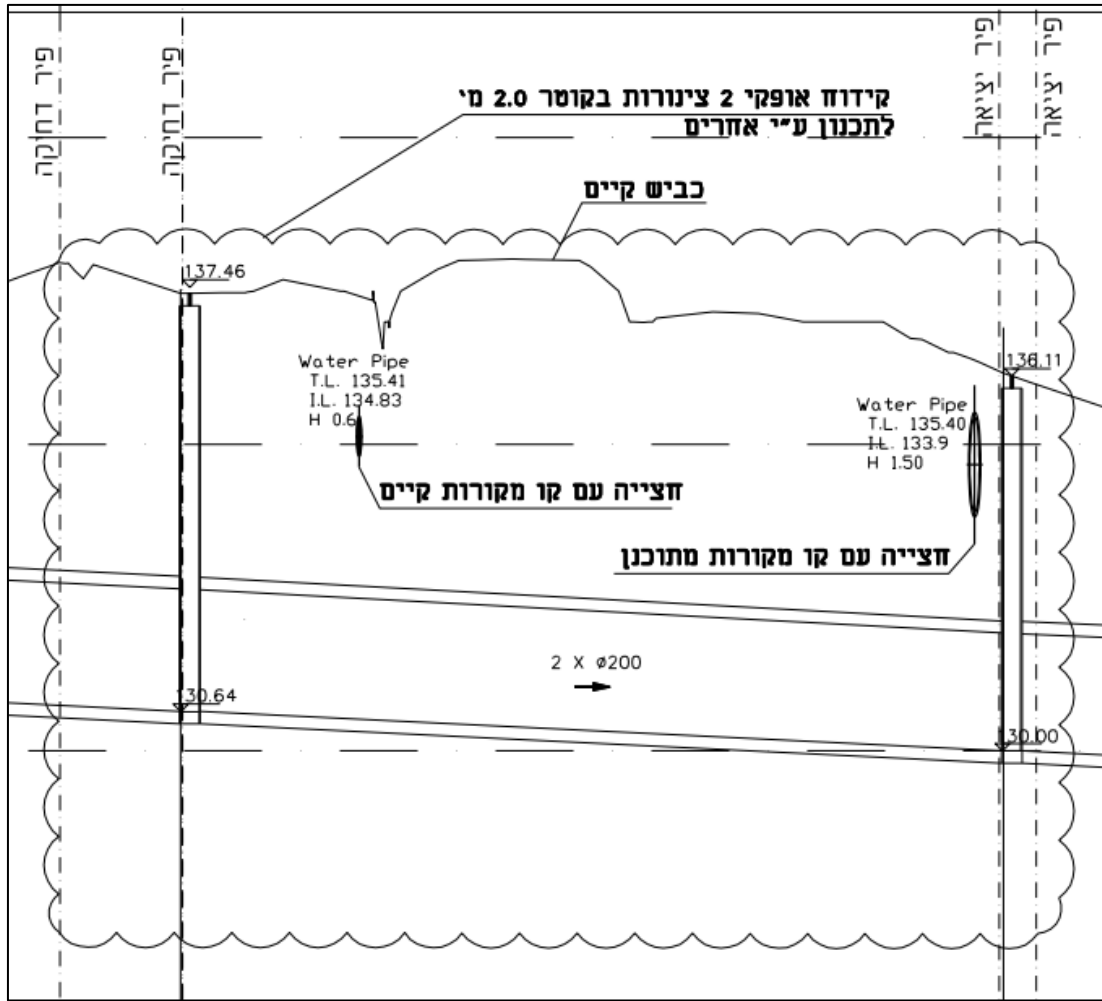 פיר דחיקה
פיר דחיקה
פיר יציאה
פיר יציאה
קידוח אופקי 2 צינורות בקוטר 2.0 מ'
לתכנון ע"י אחרים
כביש קיים
137.46
136.11
Water Pipe
T.L. 135.41
I.L. 134.83
H 0.6
Water Pipe
T.L. 135.40
I.L. 133.9
H 1.50
חצייה עם קו מקורות קיים
חצייה עם קו מקורות מתוכנן
2 X ø200
130.64
130.00